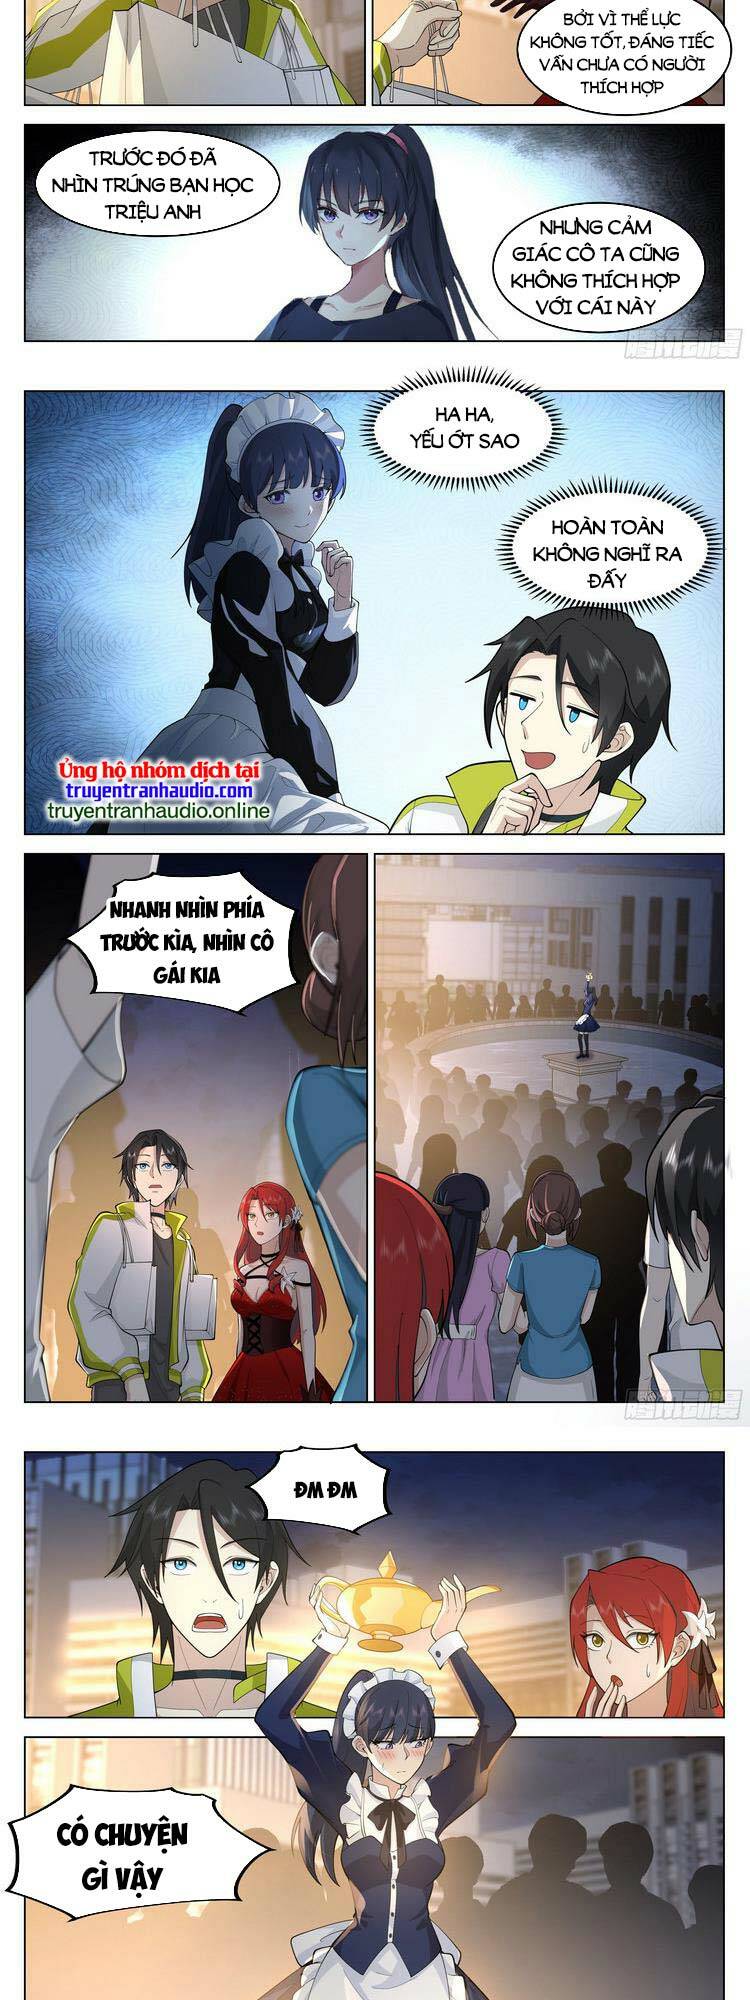 BỞI VÌ THỂ LỰC
KHÔNG TỐT, ĐÁNG TIẾC
VẪN CHƯA CÓ NGƯỜI
THÍCH HỢP
TRƯỚC ĐÓ ĐÃ
NHÌN TRÚNG BẠN HỌC
TRIỆU ANH
NHƯNG CẢM
GIÁC CÔ TA CŨNG
KHÔNG THÍCH HỢP
VỚI CÁI NÀY
HA HA,
YẾU ỚT SAO
HOÀN TOÀN
KHÔNG NGHĨ RA
ĐẤY
Ủng hộ nhóm dịch tại
truyentranhaudio.com
truyentranhaudio.online
NHANH NHÌN PHÍA
TRƯỚC KÌA, NHÌN CÔ
GÁI KIA
ĐM ĐM
CÓ CHUYỆN
GÌ VẬY